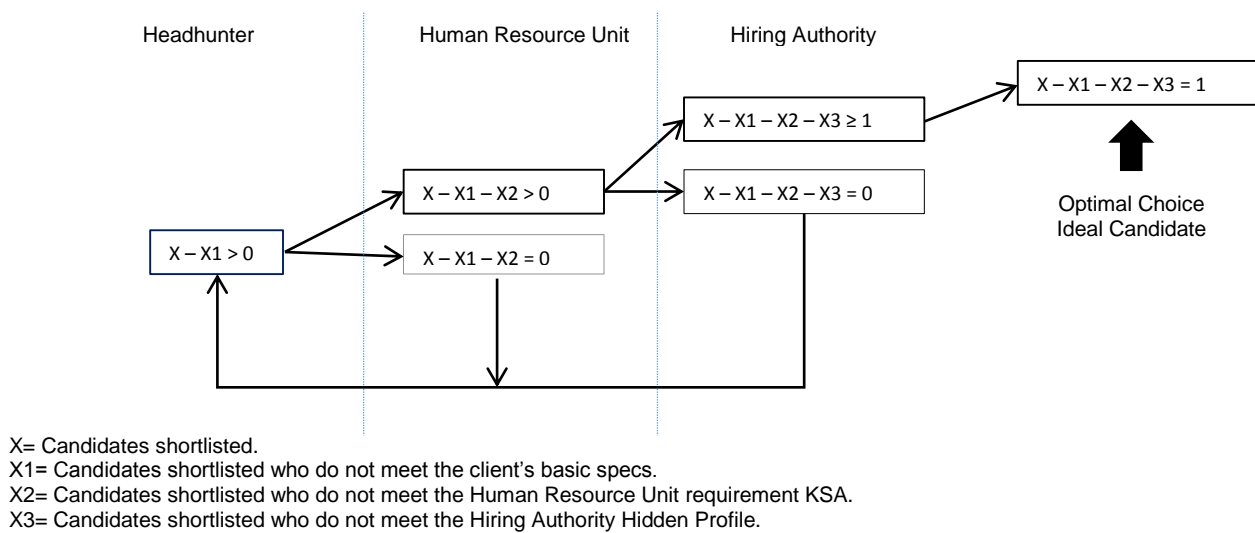 Headhunter
Human Resource Unit
Hiring Authority
X – X1 – X2 – X3 = 1
X – X1 – X2 – X3 ≥ 1
X – X1 – X2 > 0
X – X1 – X2 – X3 = 0
Optimal Choice
Ideal Candidate
X – X1 > 0
X – X1 – X2 = 0
X= Candidates shortlisted.
X1= Candidates shortlisted who do not meet the client’s basic specs.
X2= Candidates shortlisted who do not meet the Human Resource Unit requirement KSA.
X3= Candidates shortlisted who do not meet the Hiring Authority Hidden Profile.